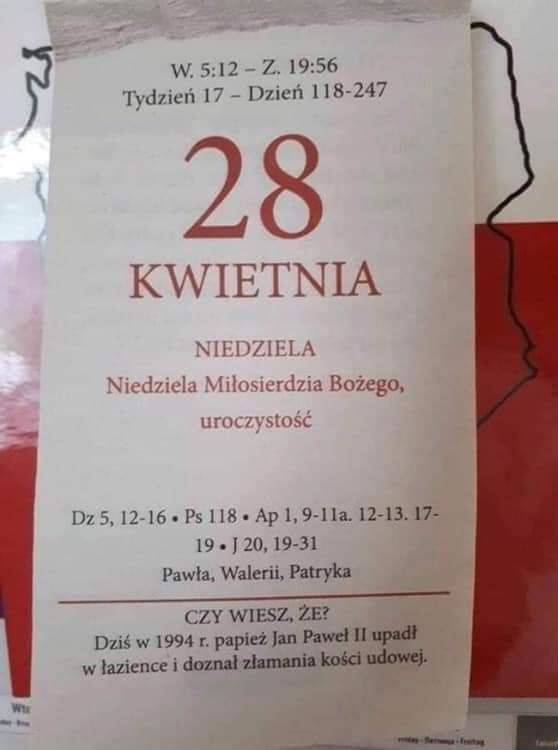 W. 5:12 – Z. 19:56
Tydzień 17 – Dzień 118-247
28
KWIETNIA
NIEDZIELA
Niedziela Miłosierdzia Bożego,
uroczystość
Dz 5, 12-16 • Ps 118 • Ap 1, 9-11a. 12-13. 17-
19 • J 20, 19-31
Pawła, Walerii, Patryka
CZY WIESZ, ŻE?
Dziś w 1994 r. papież Jan Paweł II upadł
w łazience i doznał złamania kości udowej.